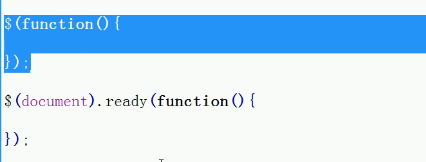 $(function(){
});
$(document).ready(function(){
});